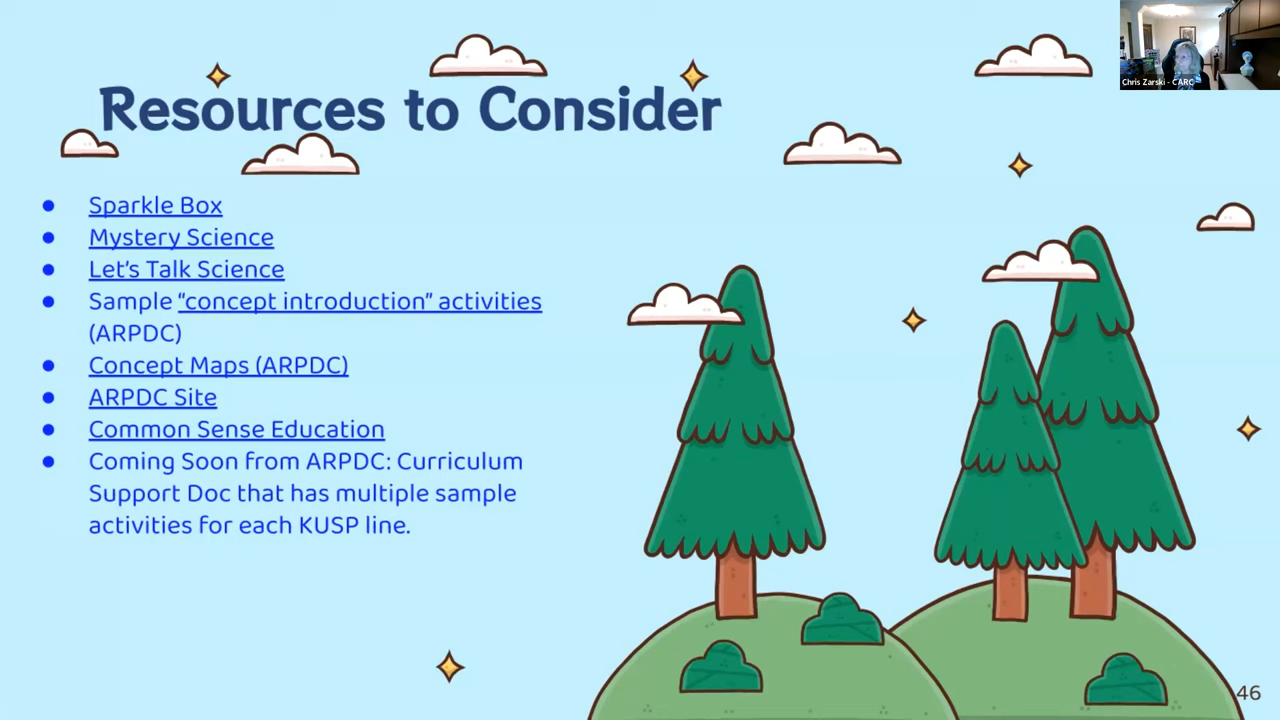 Chris Zarski - CARC
Resources to Consider
● Sparkle Box
● Mystery Science
● Let's Talk Science
● Sample “concept introduction” activities
(ARPDC)
● Concept Maps (ARPDC)
● ARPDC Site
● Common Sense Education
● Coming Soon from ARPDC: Curriculum
Support Doc that has multiple sample
activities for each KUSP line.
46